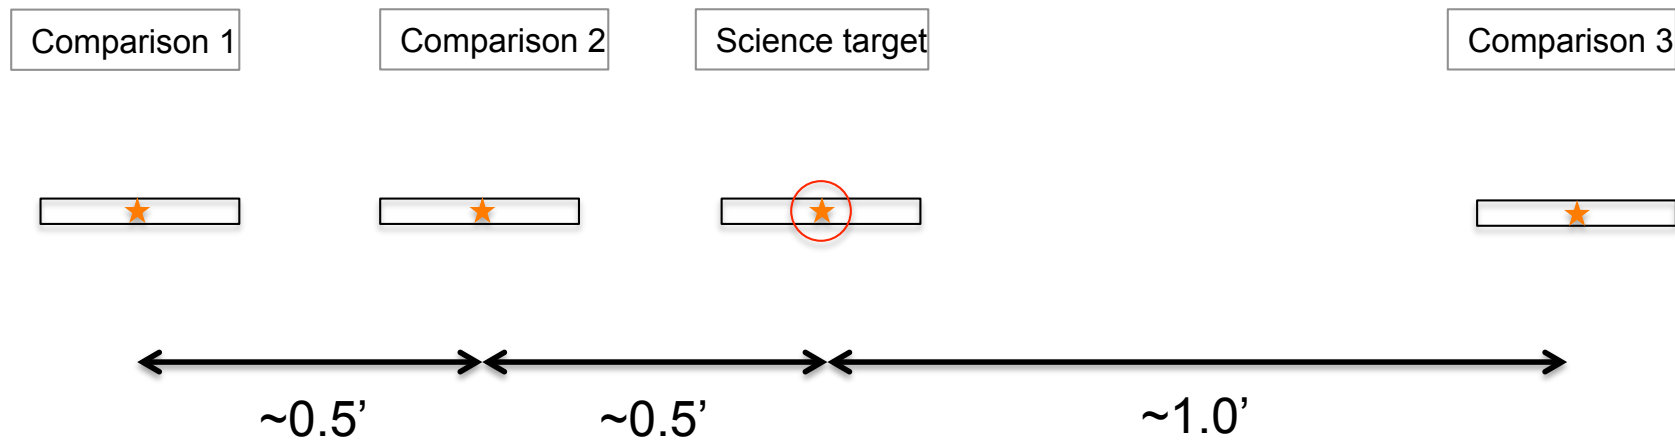 Comparison 1
Comparison 2
Science target
Comparison 3
~0.5’
~0.5’
~1.0’